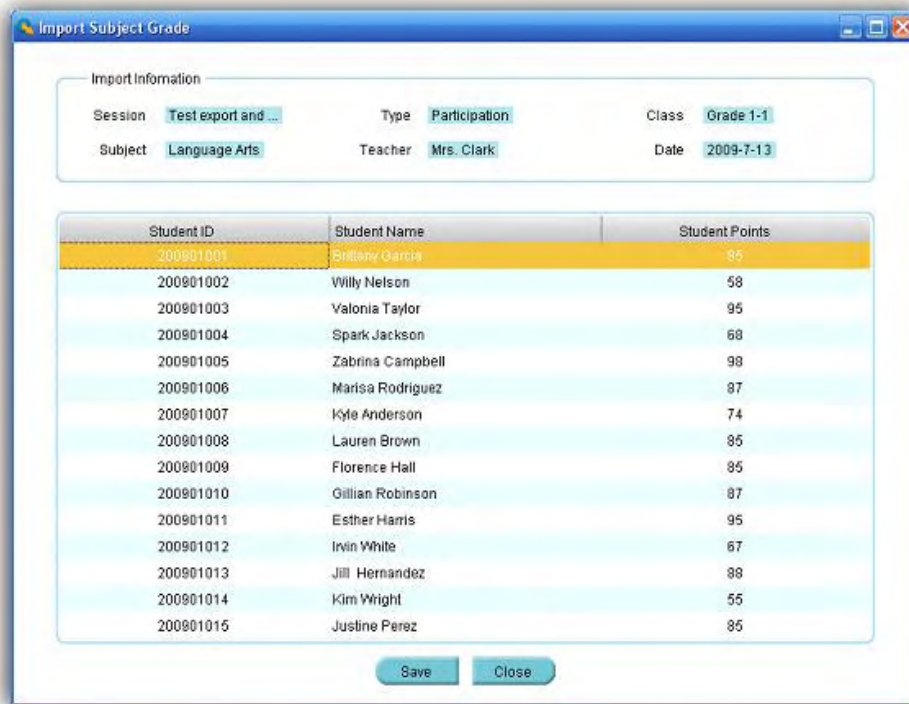 Import Subject Grade
Import Infomation
Session Test export and ... Type Participation Class Grade 1-1
Subject Language Arts Teacher Mrs. Clark Date 2009-7-13
Student ID Student Name Student Points
200901001 Brittany Garcia 85
200901002 Willy Nelson 58
200901003 Valonia Taylor 95
200901004 Spark Jackson 68
200901005 Zabrina Campbell 98
200901006 Marisa Rodriguez 87
200901007 Kyle Anderson 74
200901008 Lauren Brown 85
200901009 Florence Hall 85
200901010 Gillian Robinson 87
200901011 Esther Harris 95
200901012 Irvin White 67
200901013 Jill Hernandez 88
200901014 Kim Wright 55
200901015 Justine Perez 85
Save Close